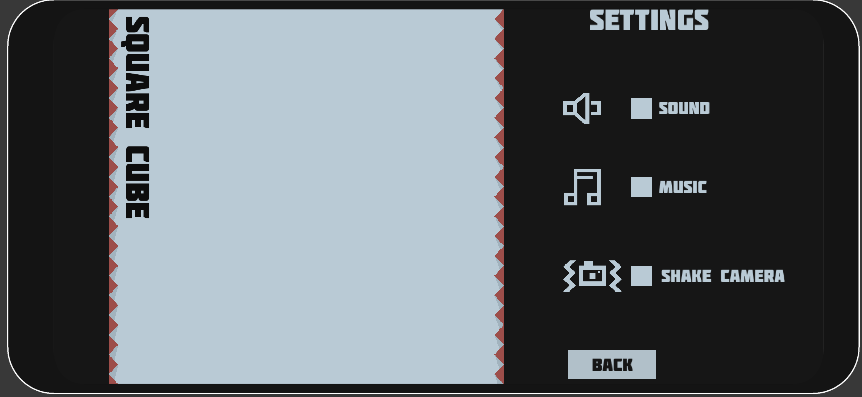 SQUARE CUBE
SETTINGS
SOUND
MUSIC
SHAKE CAMERA
BACK